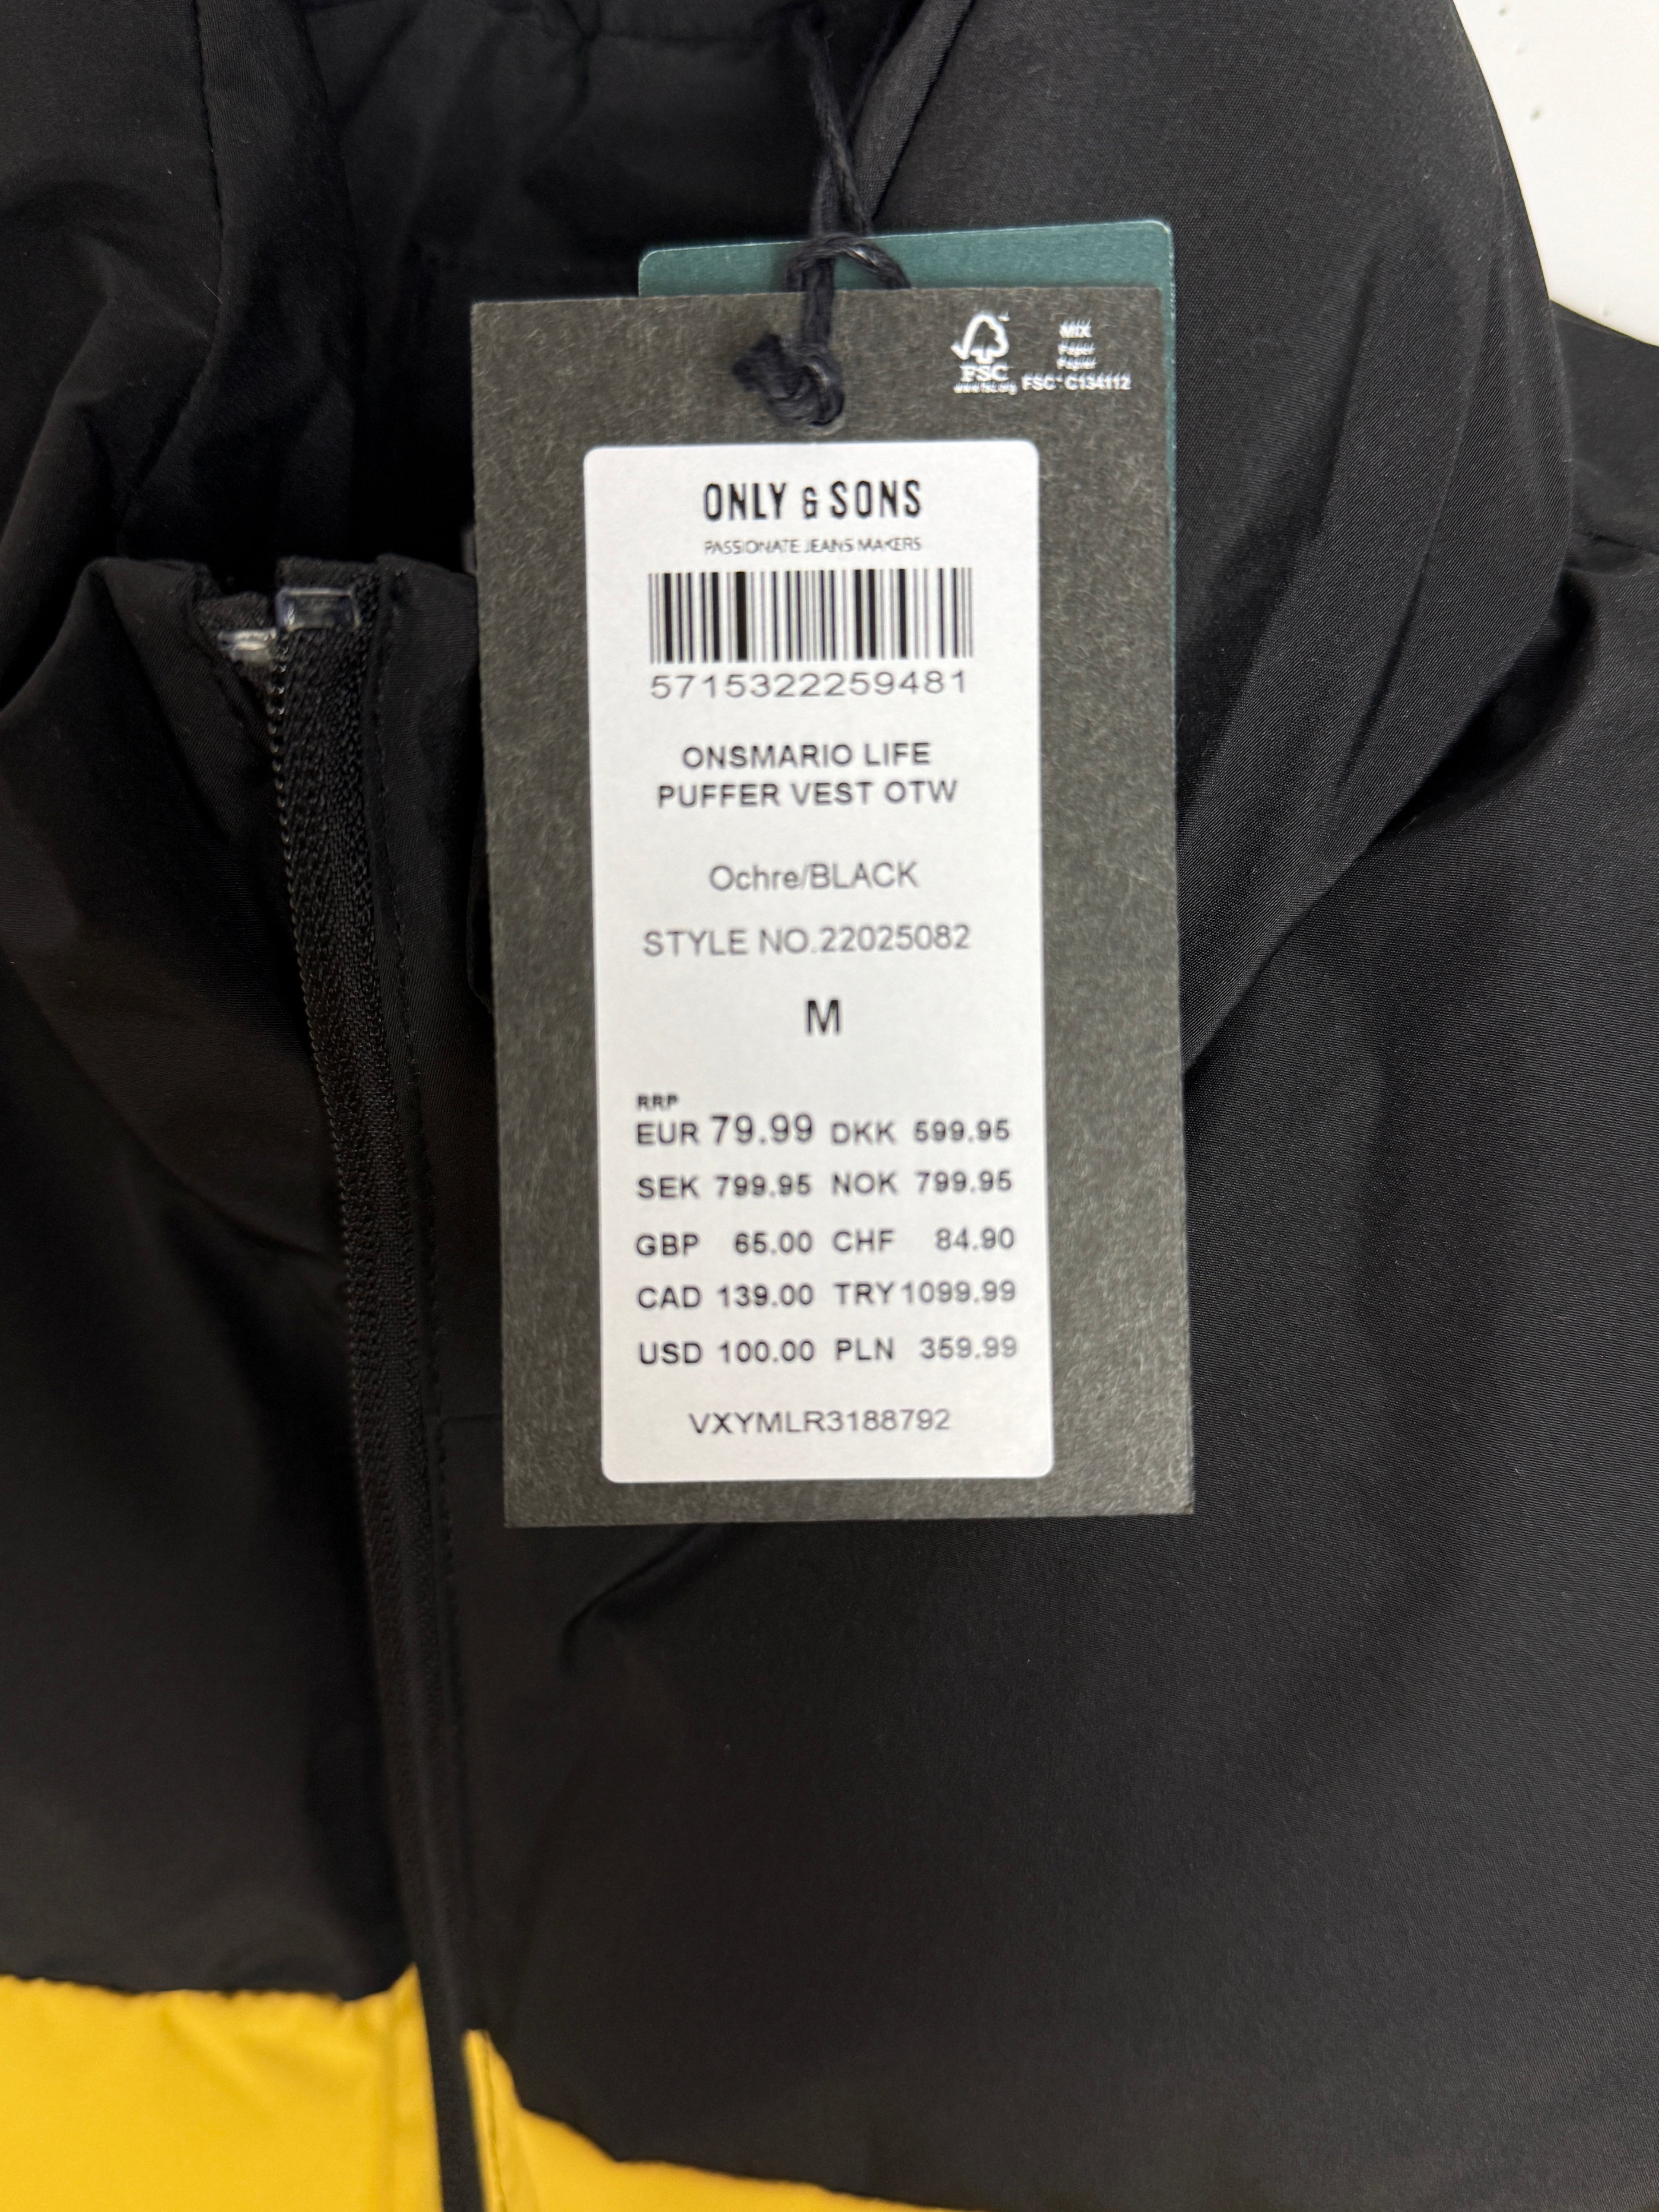 FSC
www.fsc.org
MIX
Paper
Papier
FSC® C134112
ONLY & SONS
PASSIONATE JEANS MAKERS
5715322259481
ONSMARIO LIFE
PUFFER VEST OTW
Ochre/BLACK
STYLE NO.22025082
M
RRP
EUR 79.99 DKK 599.95
SEK 799.95 NOK 799.95
GBP 65.00 CHF 84.90
CAD 139.00 TRY 1099.99
USD 100.00 PLN 359.99
VXYMLR3188792